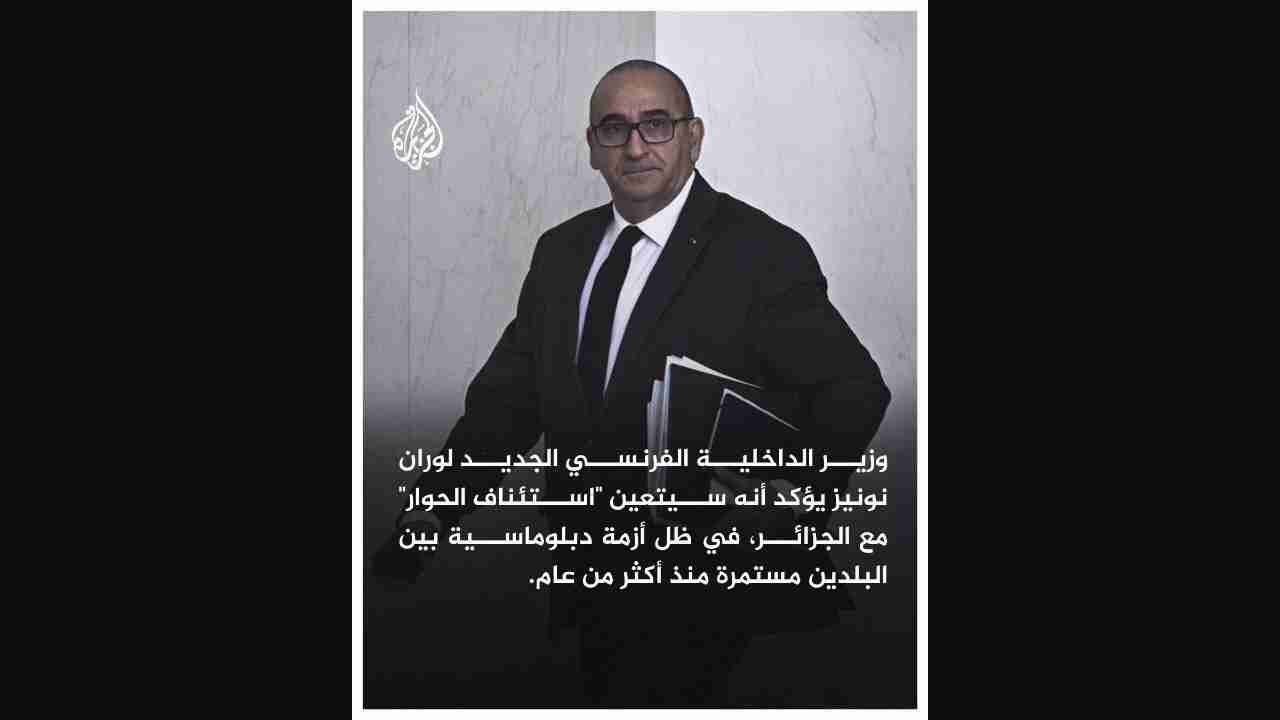 الجزيرة
وزير الداخلية الفرنسي الجديد لوران
نونيز يؤكد أنه سيتعين "استئناف الحوار"
مع الجزائر، في ظل أزمة دبلوماسية بين
البلدين مستمرة منذ أكثر من عام.